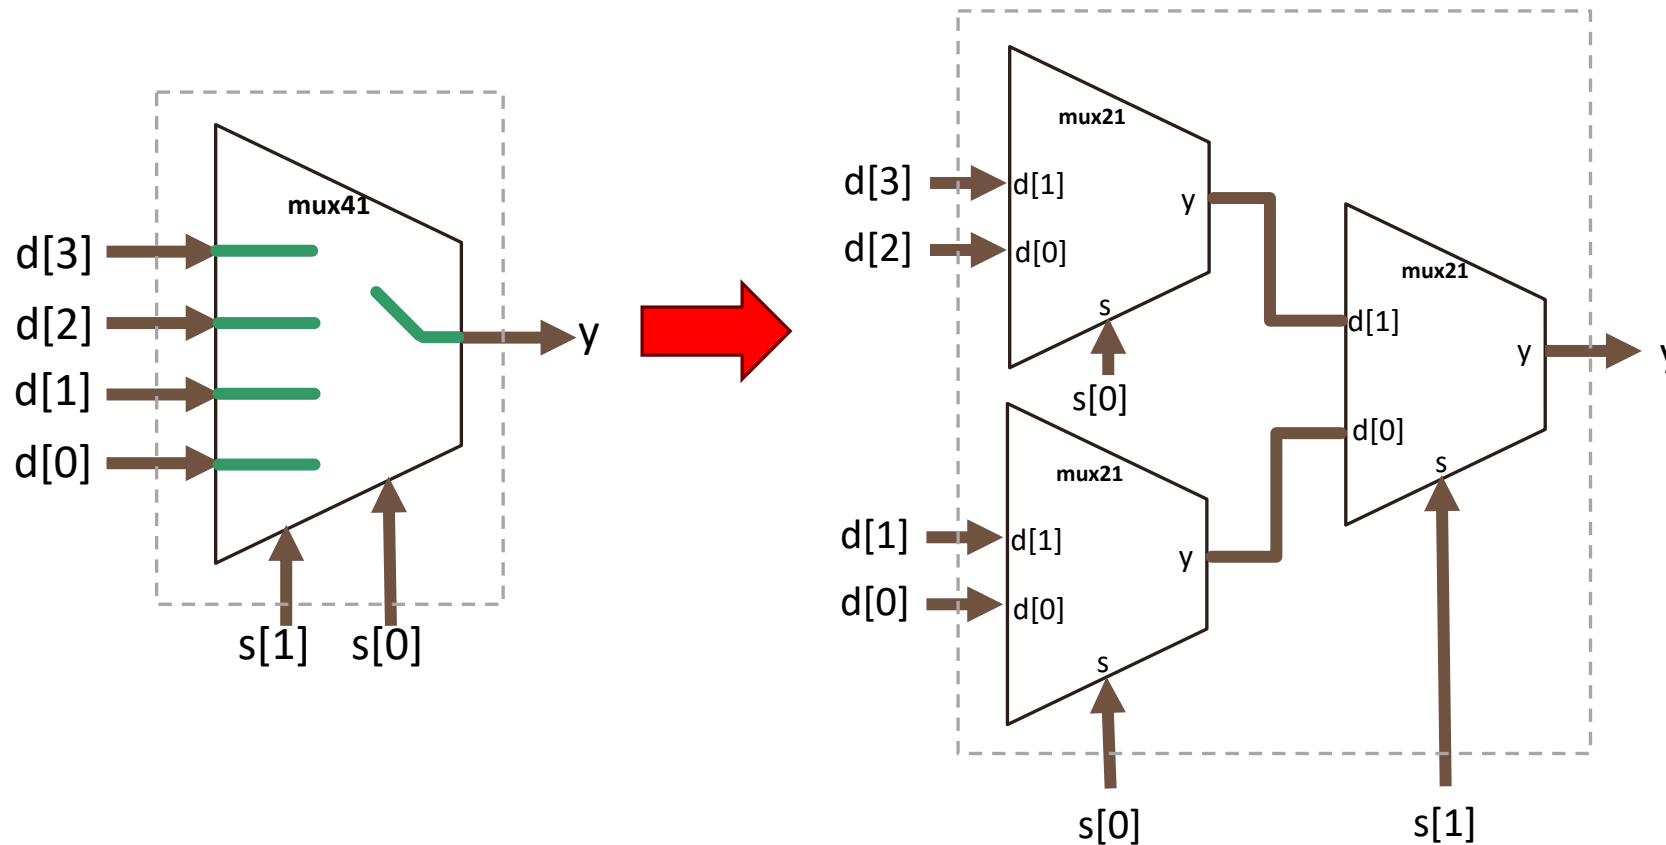 mux41
d[3]
d[2]
d[1]
d[0]
s[1]
s[0]
y
mux21
d[3]
d[2]
d[1]
d[0]
y
s
s[0]
mux21
d[1]
d[0]
d[1]
d[0]
y
s
s[0]
mux21
d[1]
d[0]
y
s
s[1]
y